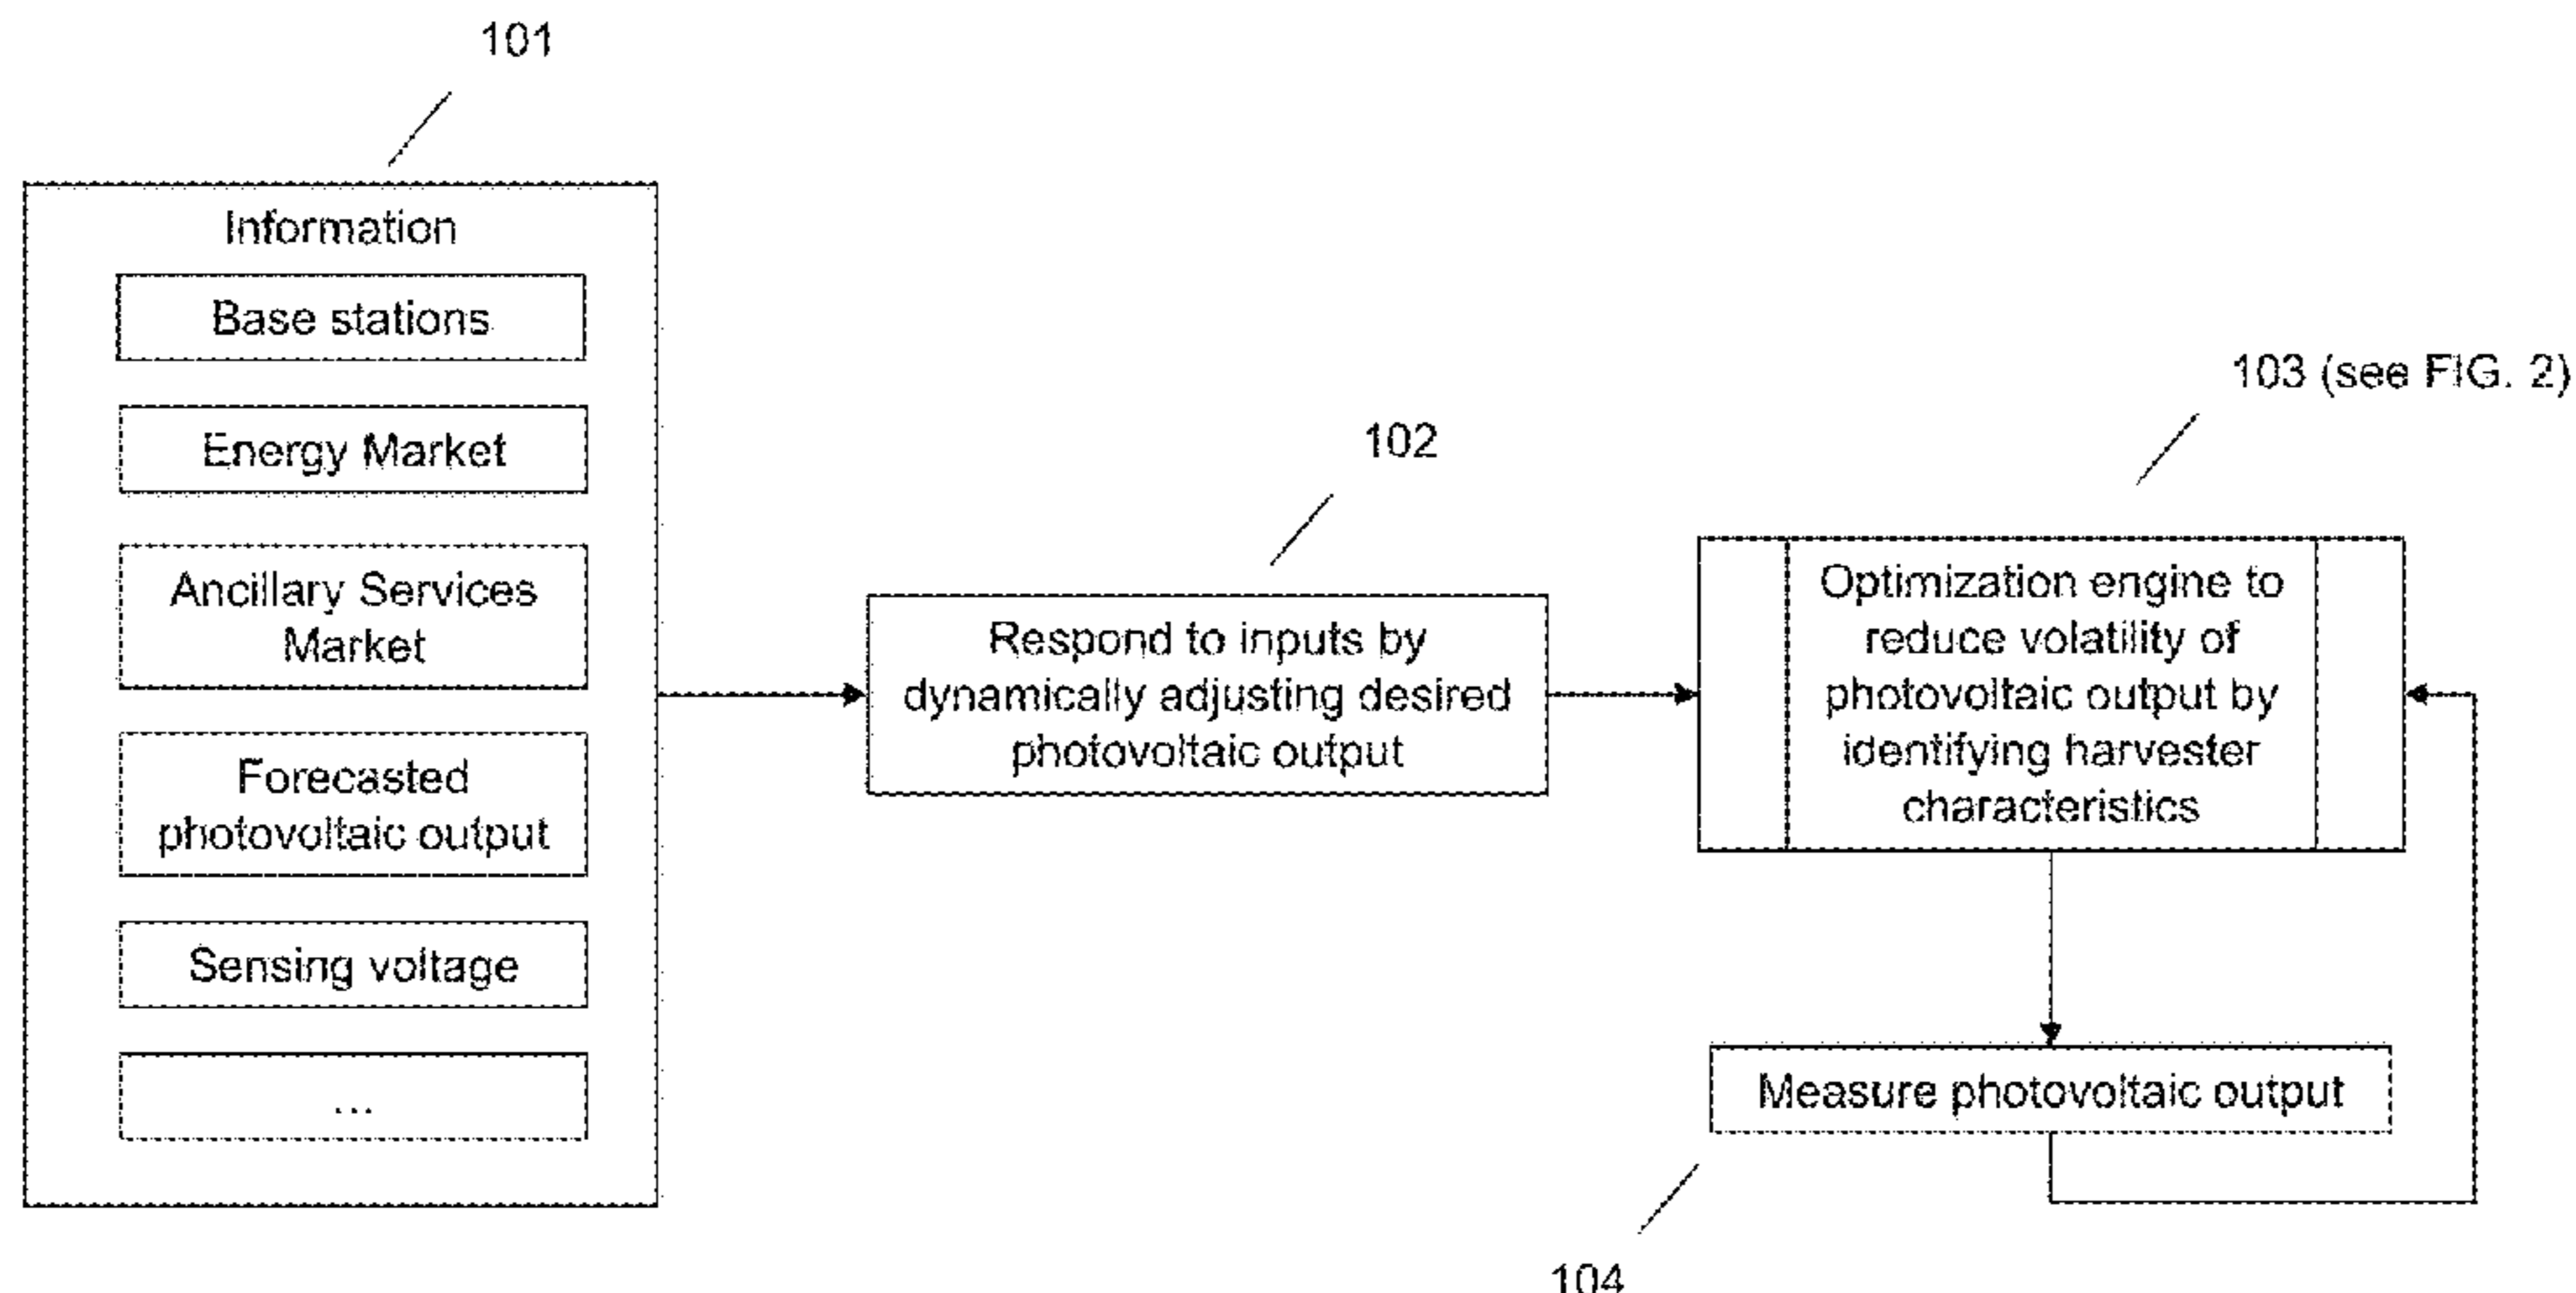 101
Information
Base stations
Energy Market
Ancillary Services
Market
Forecasted
photovoltaic output
Sensing voltage
...
102
Respond to inputs by
dynamically adjusting desired
photovoltaic output
103 (see FIG. 2)
Optimization engine to
reduce volatility of
photovoltaic output by
identifying harvester
characteristics
Measure photovoltaic output
104